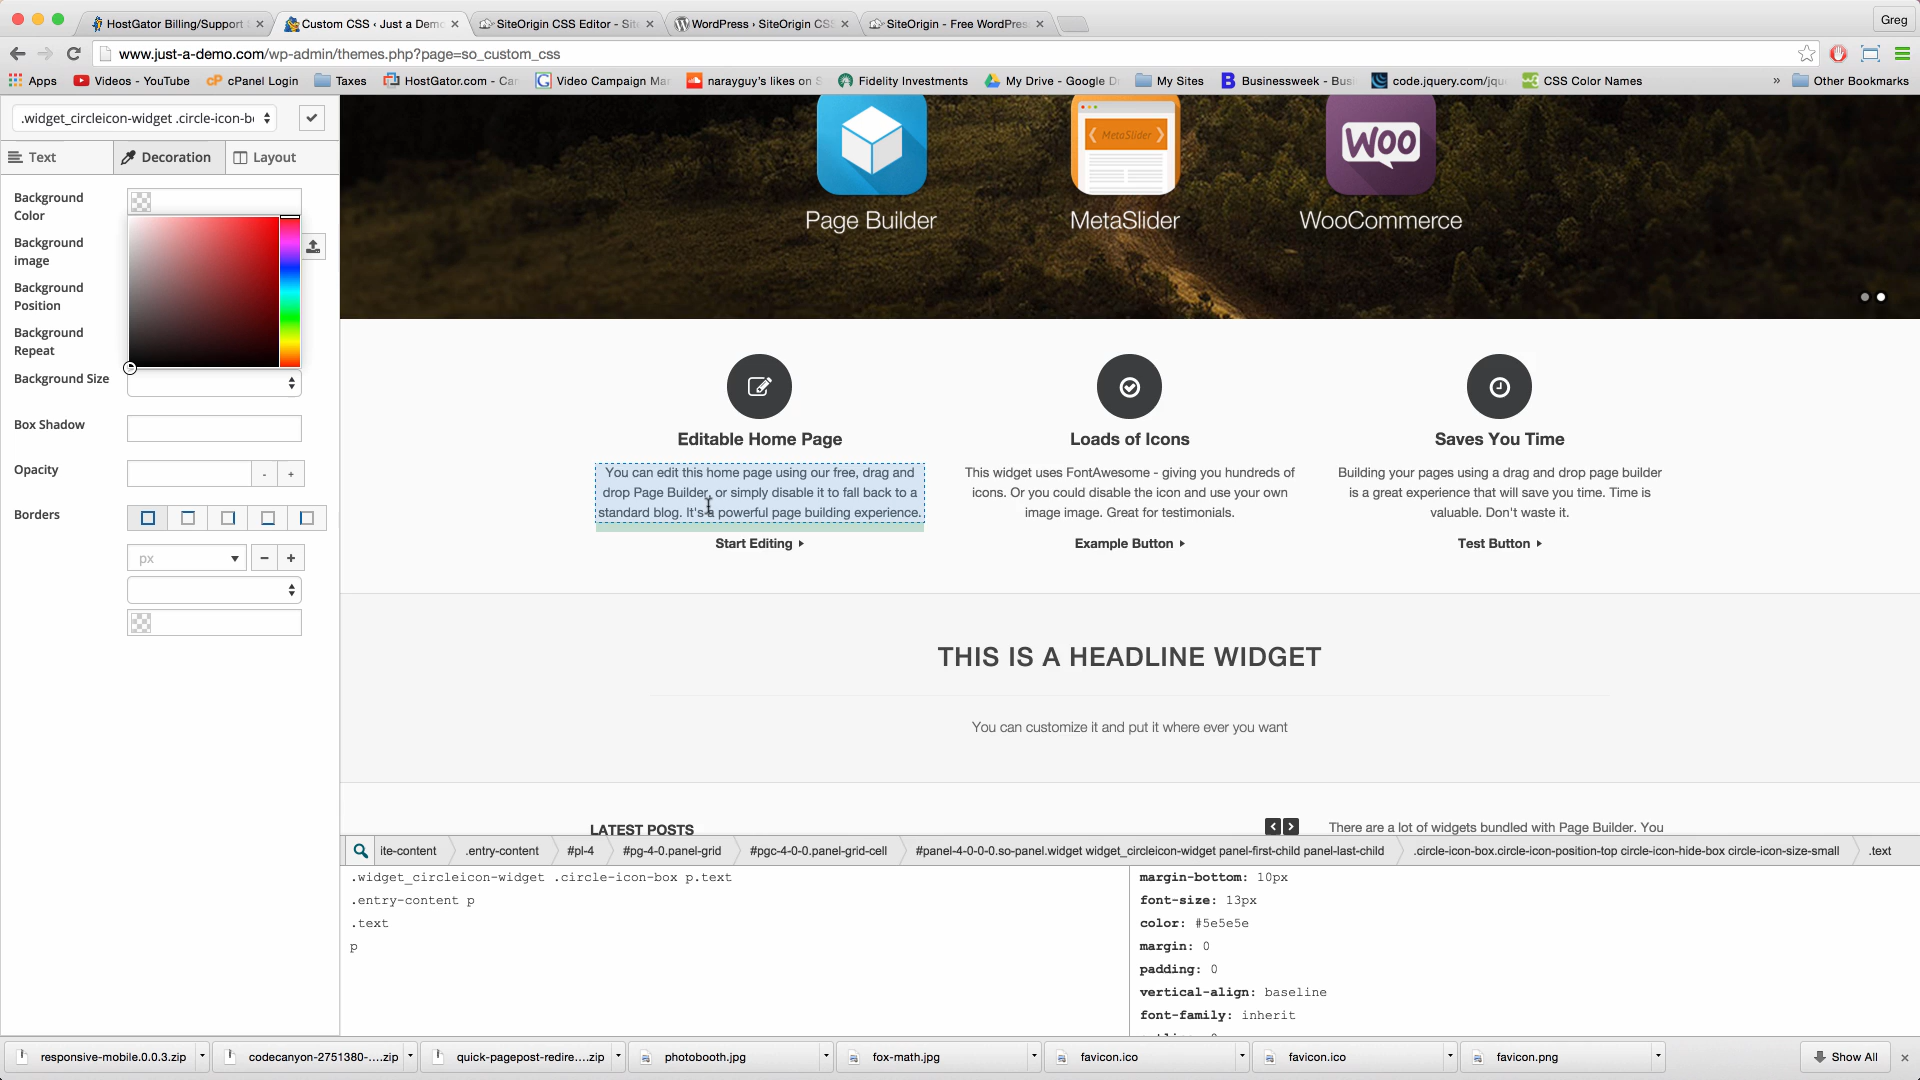 HostGator Billing/Support
Custom CSS ‹ Just a Demo
SiteOrigin CSS Editor - Site
WordPress › SiteOrigin CSS
SiteOrigin - Free WordPress
Greg
www.just-a-demo.com/wp-admin/themes.php?page=so_custom_css
Apps
Videos - YouTube
cPanel Login
Taxes
HostGator.com - Car
Video Campaign Mar
narayguy's likes on S
Fidelity Investments
My Drive - Google D
My Sites
Businessweek - Busi
code.jquery.com/jqu
CSS Color Names
»
Other Bookmarks
.widget_circleicon-widget .circle-icon-b
Text
Decoration
Layout
Background
Color
Background
image
Background
Position
Background
Repeat
Background Size
Box Shadow
Opacity
- +
Borders
px
MetaSlider
WOO
Page Builder
MetaSlider
WooCommerce
Editable Home Page
You can edit this home page using our free, drag and
drop Page Builder, or simply disable it to fall back to a
standard blog. It's a powerful page building experience.
Start Editing
Loads of Icons
This widget uses FontAwesome - giving you hundreds of
icons. Or you could disable the icon and use your own
image image. Great for testimonials.
Example Button
Saves You Time
Building your pages using a drag and drop page builder
is a great experience that will save you time. Time is
valuable. Don't waste it.
Test Button
THIS IS A HEADLINE WIDGET
You can customize it and put it where ever you want
LATEST POSTS
There are a lot of widgets bundled with Page Builder. You
ite-content
.entry-content
#pl-4
#pg-4-0.panel-grid
#pgc-4-0-0.panel-grid-cell
#panel-4-0-0-0.so-panel.widget widget_circleicon-widget panel-first-child panel-last-child
.circle-icon-box.circle-icon-position-top circle-icon-hide-box circle-icon-size-small
.text
.widget_circleicon-widget .circle-icon-box p.text
.entry-content p
.text
p
margin-bottom: 10px
font-size: 13px
color: #5e5e5e
margin: 0
padding: 0
vertical-align: baseline
font-family: inherit
responsive-mobile.0.0.3.zip
codecanyon-2751380-....zip
quick-pagepost-redire....zip
photobooth.jpg
fox-math.jpg
favicon.ico
favicon.ico
favicon.png
Show All